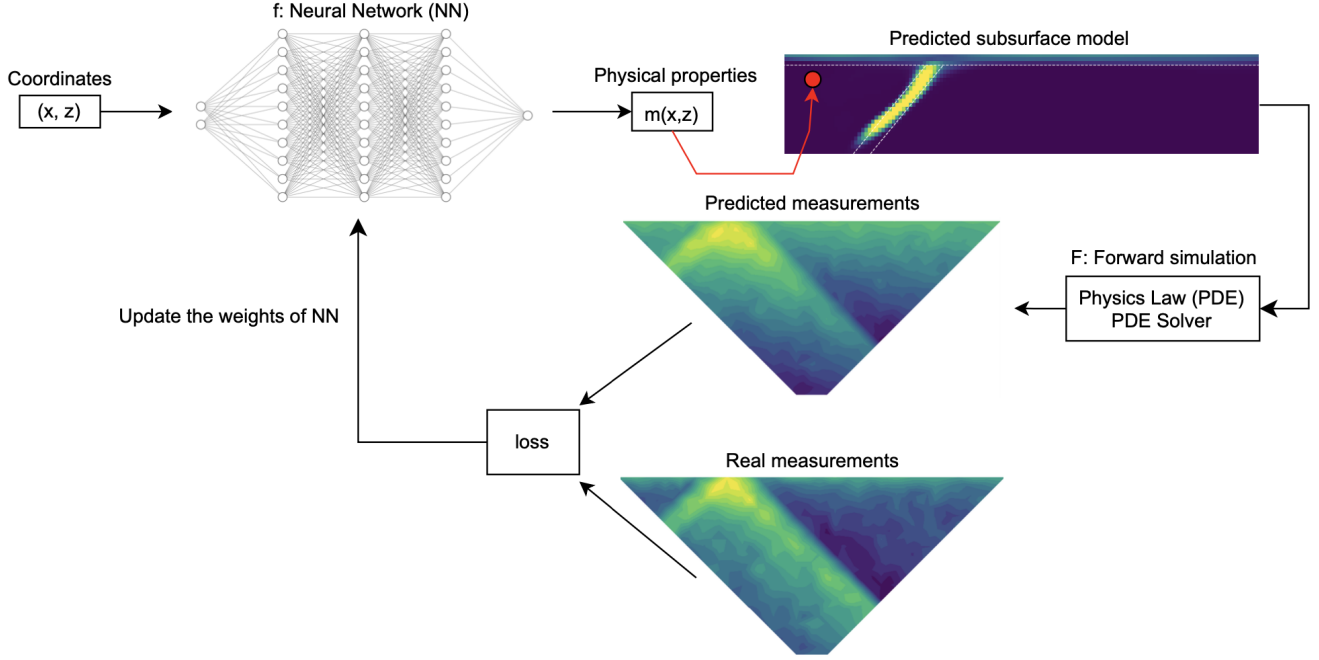 f: Neural Network (NN)
Coordinates
(x, z)
Physical properties
m(x,z)
Predicted subsurface model
Predicted measurements
F: Forward simulation
Physics Law (PDE)
PDE Solver
Update the weights of NN
loss
Real measurements